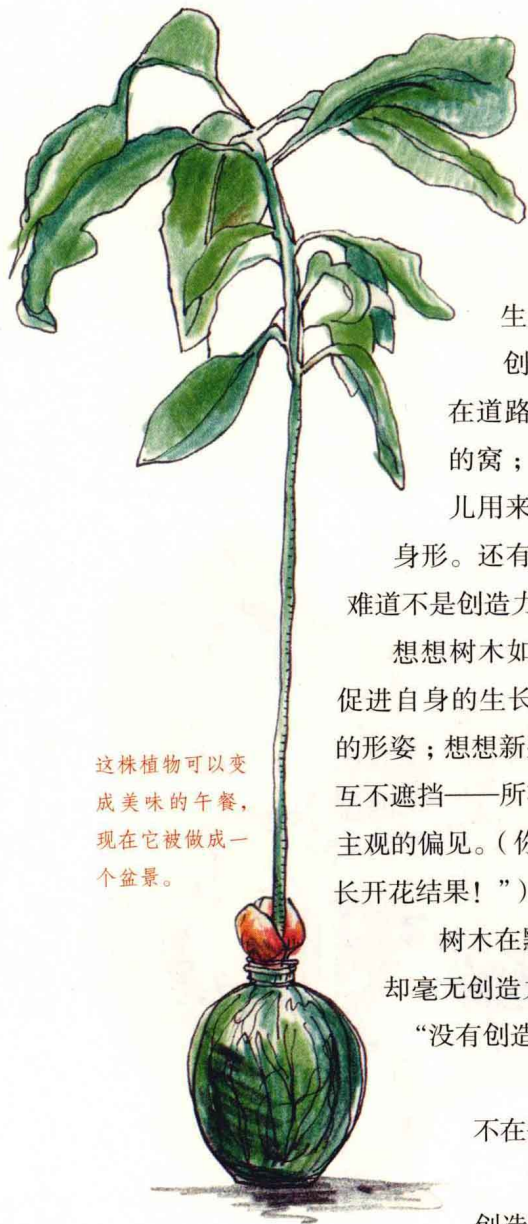 生
创
在道路
的窝；
儿用来
身形。还有
难道不是创造力
想想树木如
促进自身的生长
的形姿；想想新
互不遮挡——所
主观的偏见。（你
长开花结果！”）
树木在
却毫无创造
“没有创造
不在
创造
这株植物可以变
成美味的午餐，
现在它被做成一
个盆景。